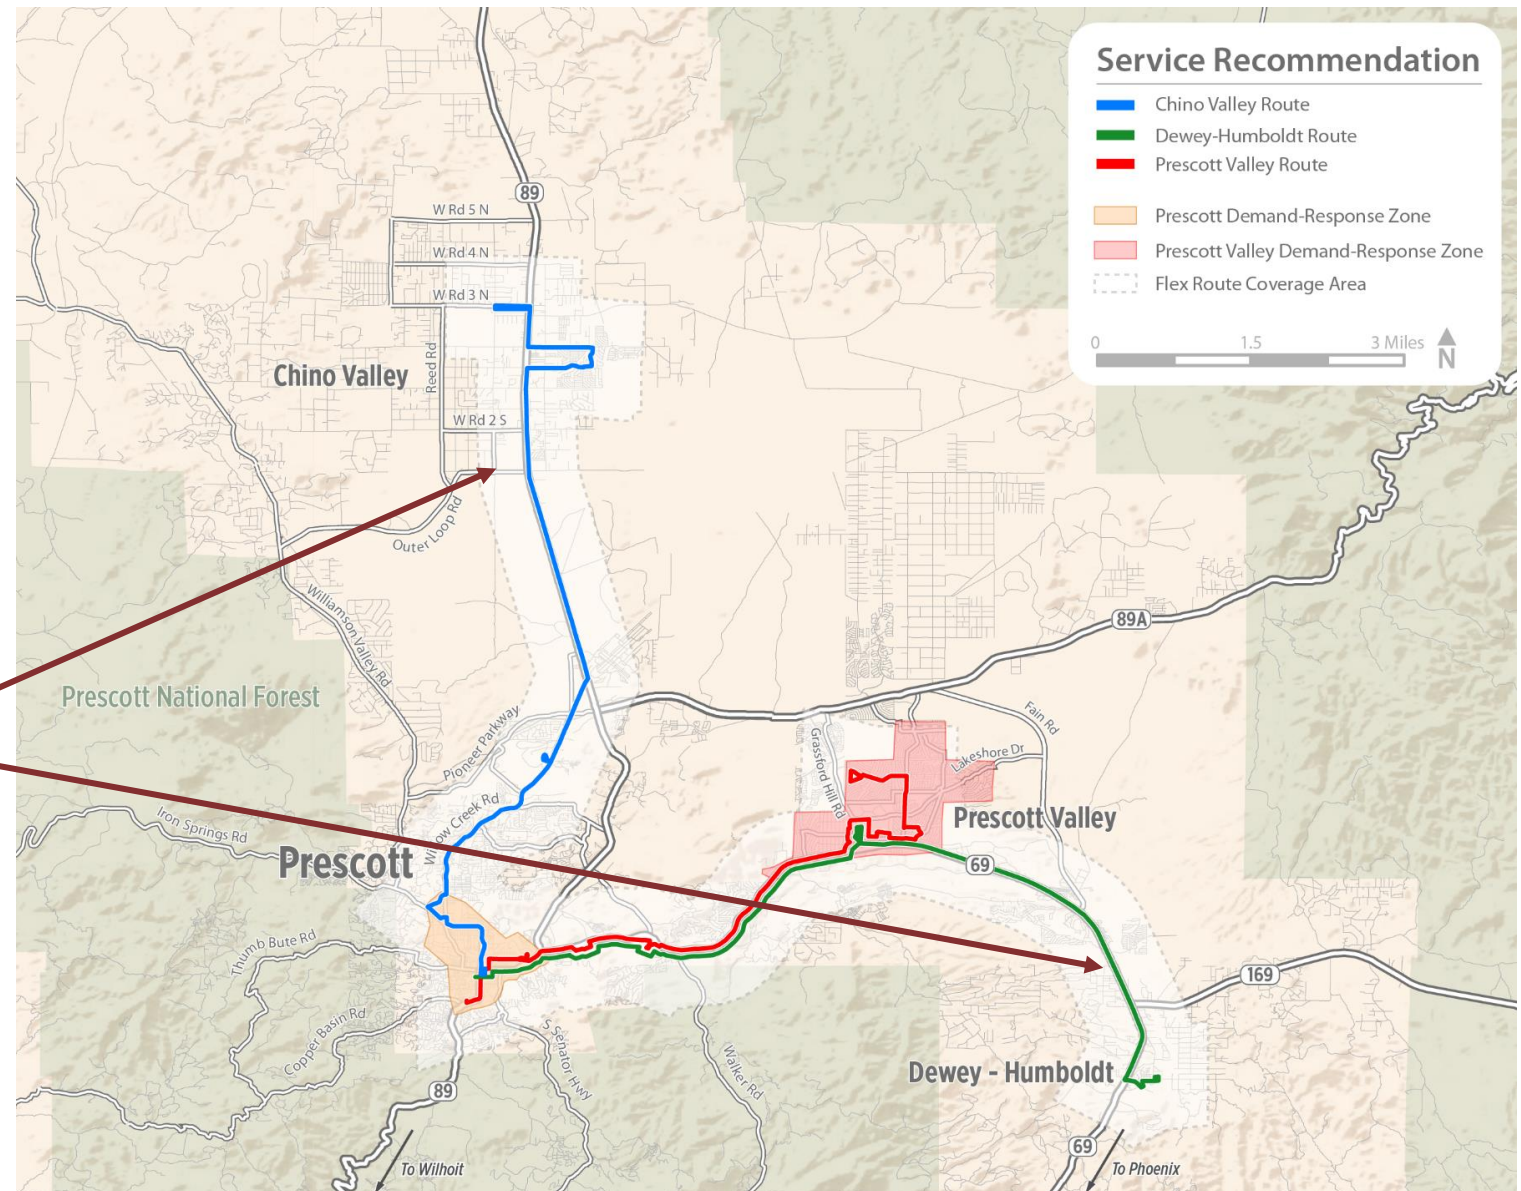 Service Recommendation
Chino Valley Route
Dewey-Humboldt Route
Prescott Valley Route
Prescott Demand-Response Zone
Prescott Valley Demand-Response Zone
Flex Route Coverage Area
0 1.5 3 Miles
N
89
W Rd 5 N
W Rd 4 N
W Rd 3 N
Reed Rd
Chino Valley
W Rd 2 S
Outer Loop Rd
Williamson Valley Rd
89A
Prescott National Forest
Pioneer Parkway
Fain Rd
Grassford Hill Rd
Lakeshore Dr
Willow Creek Rd
Iron Springs Rd
Prescott Valley
Prescott
69
Thumb Bute Rd
169
Copper Basin Rd
S Senator Hwy
Walker Rd
Dewey - Humboldt
89
69
To Wilhoit
To Phoenix